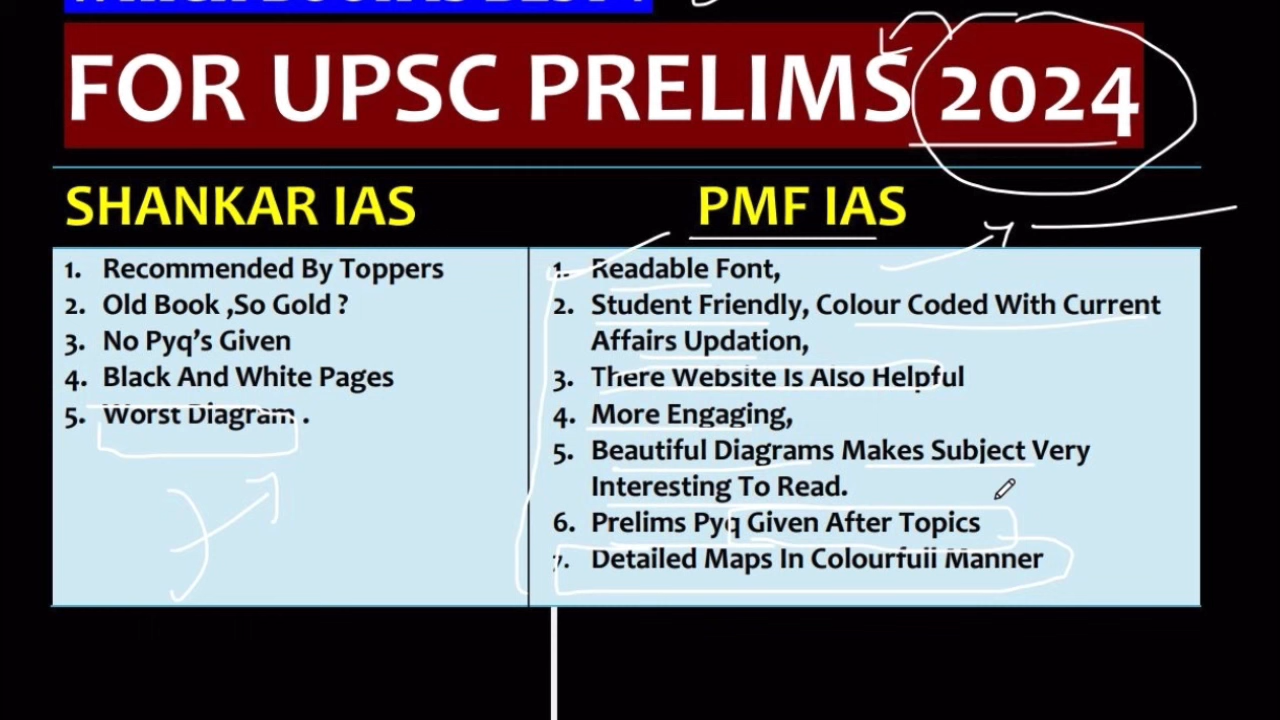 FOR UPSC PRELIMS 2024
SHANKAR IAS
PMF IAS
1. Recommended By Toppers
2. Old Book ,So Gold ?
3. No Pyq's Given
4. Black And White Pages
5. Worst Diagram .
1. Readable Font,
2. Student Friendly, Colour Coded With Current
Affairs Updation,
3. There Website Is Also Helpful
4. More Engaging,
5. Beautiful Diagrams Makes Subject Very
Interesting To Read.
6. Prelims Pyq Given After Topics
7. Detailed Maps In Colourfull Manner